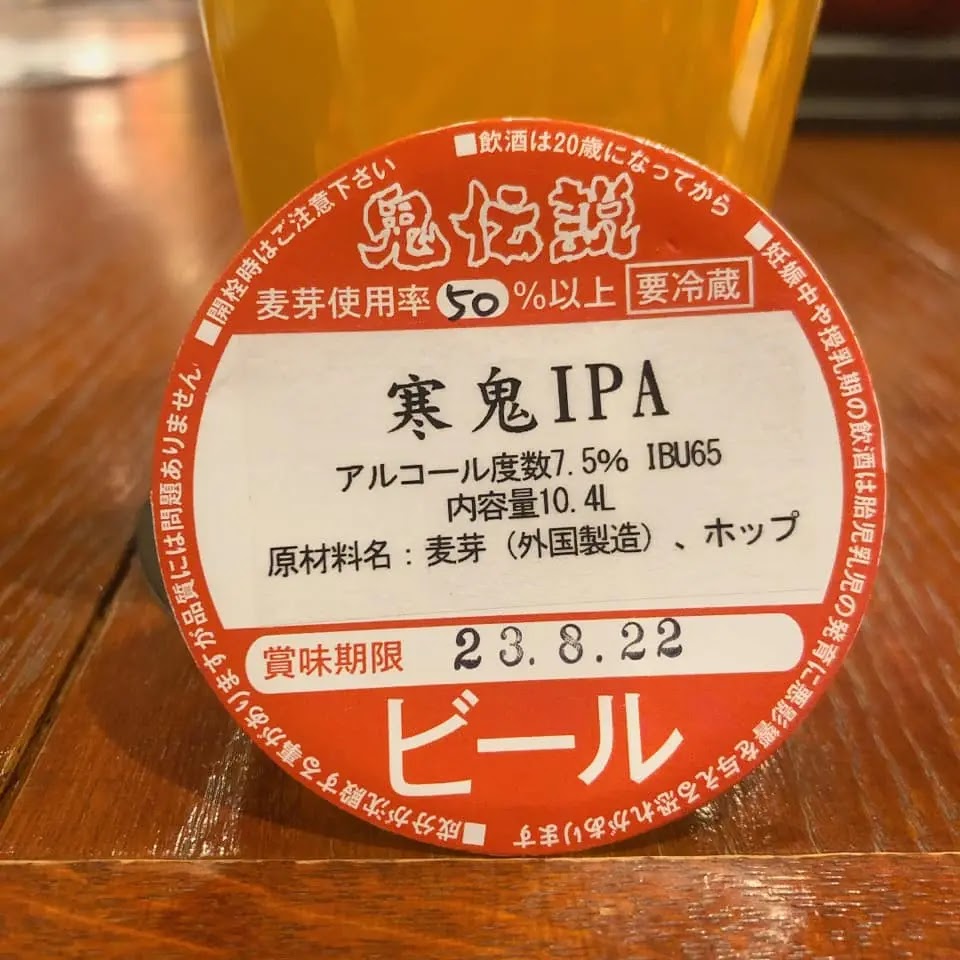 ■飲酒は20歳になってから
■妊娠中や授乳期の飲酒は胎児乳児の発育に悪影響を与える恐れがあります
■成分が沈殿する事がありますが品質には問題ありません
■開栓時はご注意下さい
鬼伝説
麦芽使用率50%以上 要冷蔵
寒鬼IPA
アルコール度数7.5% IBU65
内容量10.4L
原材料名：麦芽（外国製造）、ホップ
賞味期限 23.8.22
ビール